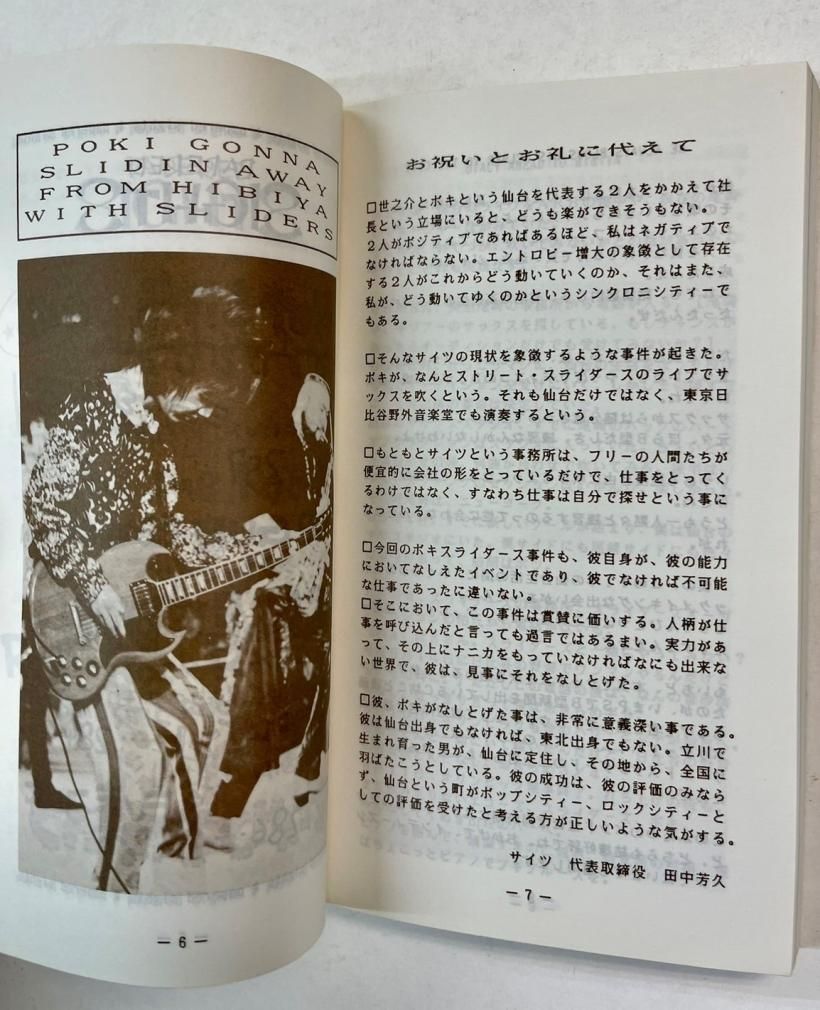 POKI GONNA
SLIDIN AWAY
FROM HIBIYA
WITH SLIDERS
— 6 —
お祝いとお礼に代えて
□世之介とポキという仙台を代表する2人をかかえて社
長という立場にいると、どうも楽ができそうもない。
2人がポジティブであればあるほど、私はネガティブで
なければならない。エントロピー増大の象徴として存在
する2人がこれからどう動いていくのか、それはまた、
私が、どう動いてゆくのかというシンクロニシティーで
もある。
□そんなサイツの現状を象徴するような事件が起きた。
ポキが、なんとストリート・スライダースのライブでサ
ックスを吹くという。それも仙台だけではなく、東京日
比谷野外音楽堂でも演奏するという。
□もともとサイツという事務所は、フリーの人間たちが
便宜的に会社の形をとっているだけで、仕事をとってく
るわけではなく、すなわち仕事は自分で探せという事に
なっている。
□今回のポキスライダース事件も、彼自身が、彼の能力
においてなしえたイベントであり、彼でなければ不可能
な仕事であったに違いない。
□そこにおいて、この事件は賞賛に価いする。人柄が仕
事を呼び込んだと言っても過言ではあるまい。実力があ
って、その上にナニカをもっていなければなにも出来な
い世界で、彼は、見事にそれをなしとげた。
□彼、ポキがなしとげた事は、非常に意義深い事である。
彼は仙台出身でもなければ、東北出身でもない。立川で
生まれ育った男が、仙台に定住し、その地から、全国に
羽ばたこうとしている。彼の成功は、彼の評価のみなら
ず、仙台という町がポップシティー、ロックシティーと
しての評価を受けたと考える方が正しいような気がする。
サイツ　代表取締役　田中芳久
— 7 —